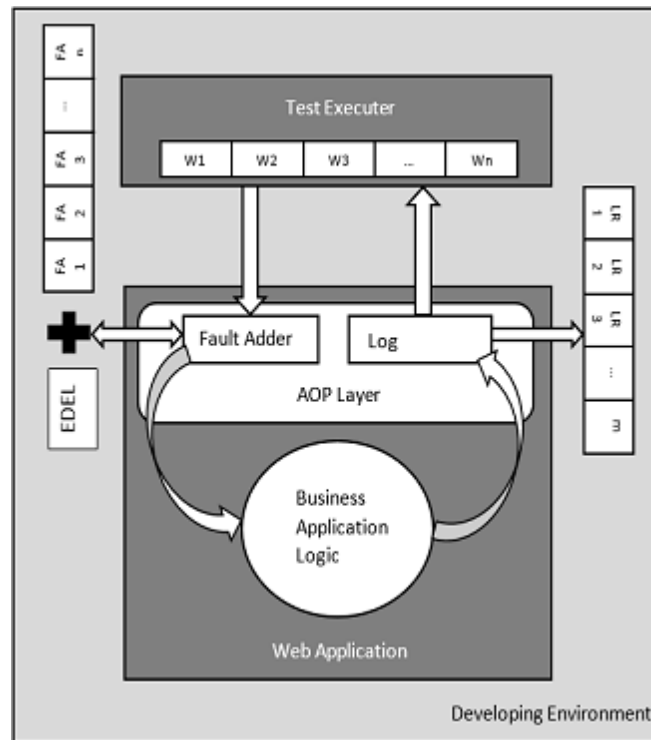 FA n
...
FA 3
FA 2
FA 1
Test Executer
W1 W2 W3 ... Wn
LR 1
LR 2
LR 3
...
m
Fault Adder
Log
AOP Layer
EDEL
Business
Application
Logic
Web Application
Developing Environment